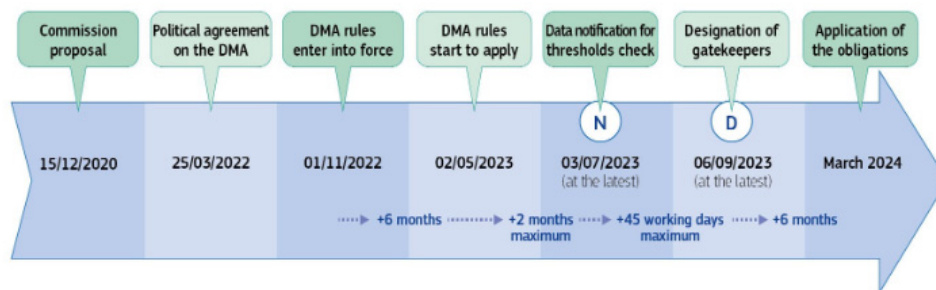 Commission
proposal
Political agreement
on the DMA
DMA rules
enter into force
DMA rules
start to apply
Data notification for
thresholds check
Designation of
gatekeepers
Application of
the obligations
N
D
15/12/2020
25/03/2022
01/11/2022
02/05/2023
03/07/2023
(at the latest)
06/09/2023
(at the latest)
March 2024
+6 months
+2 months
maximum
+45 working days
maximum
+6 months